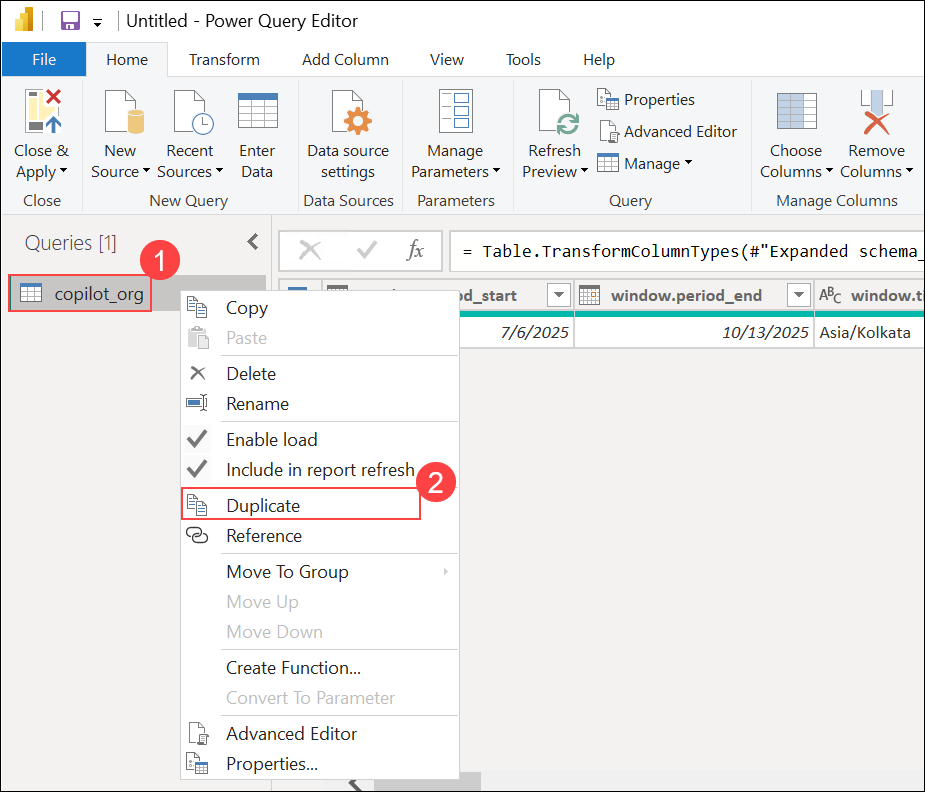 Untitled - Power Query Editor
File Home Transform Add Column View Tools Help
Close & Apply
New Source
Recent Sources
Enter Data
Data source settings
Manage Parameters
Refresh Preview
Properties
Advanced Editor
Manage
Choose Columns
Remove Columns
Close New Query Data Sources Parameters Query Manage Columns
Queries [1]
fx = Table.TransformColumnTypes(#"Expanded schema_
1
copilot_org
d_start window.period_end ABC window.t
7/6/2025 10/13/2025 Asia/Kolkata
Copy
Paste
Delete
Rename
Enable load
Include in report refresh
2
Duplicate
Reference
Move To Group
Move Up
Move Down
Create Function...
Convert To Parameter
Advanced Editor
Properties...